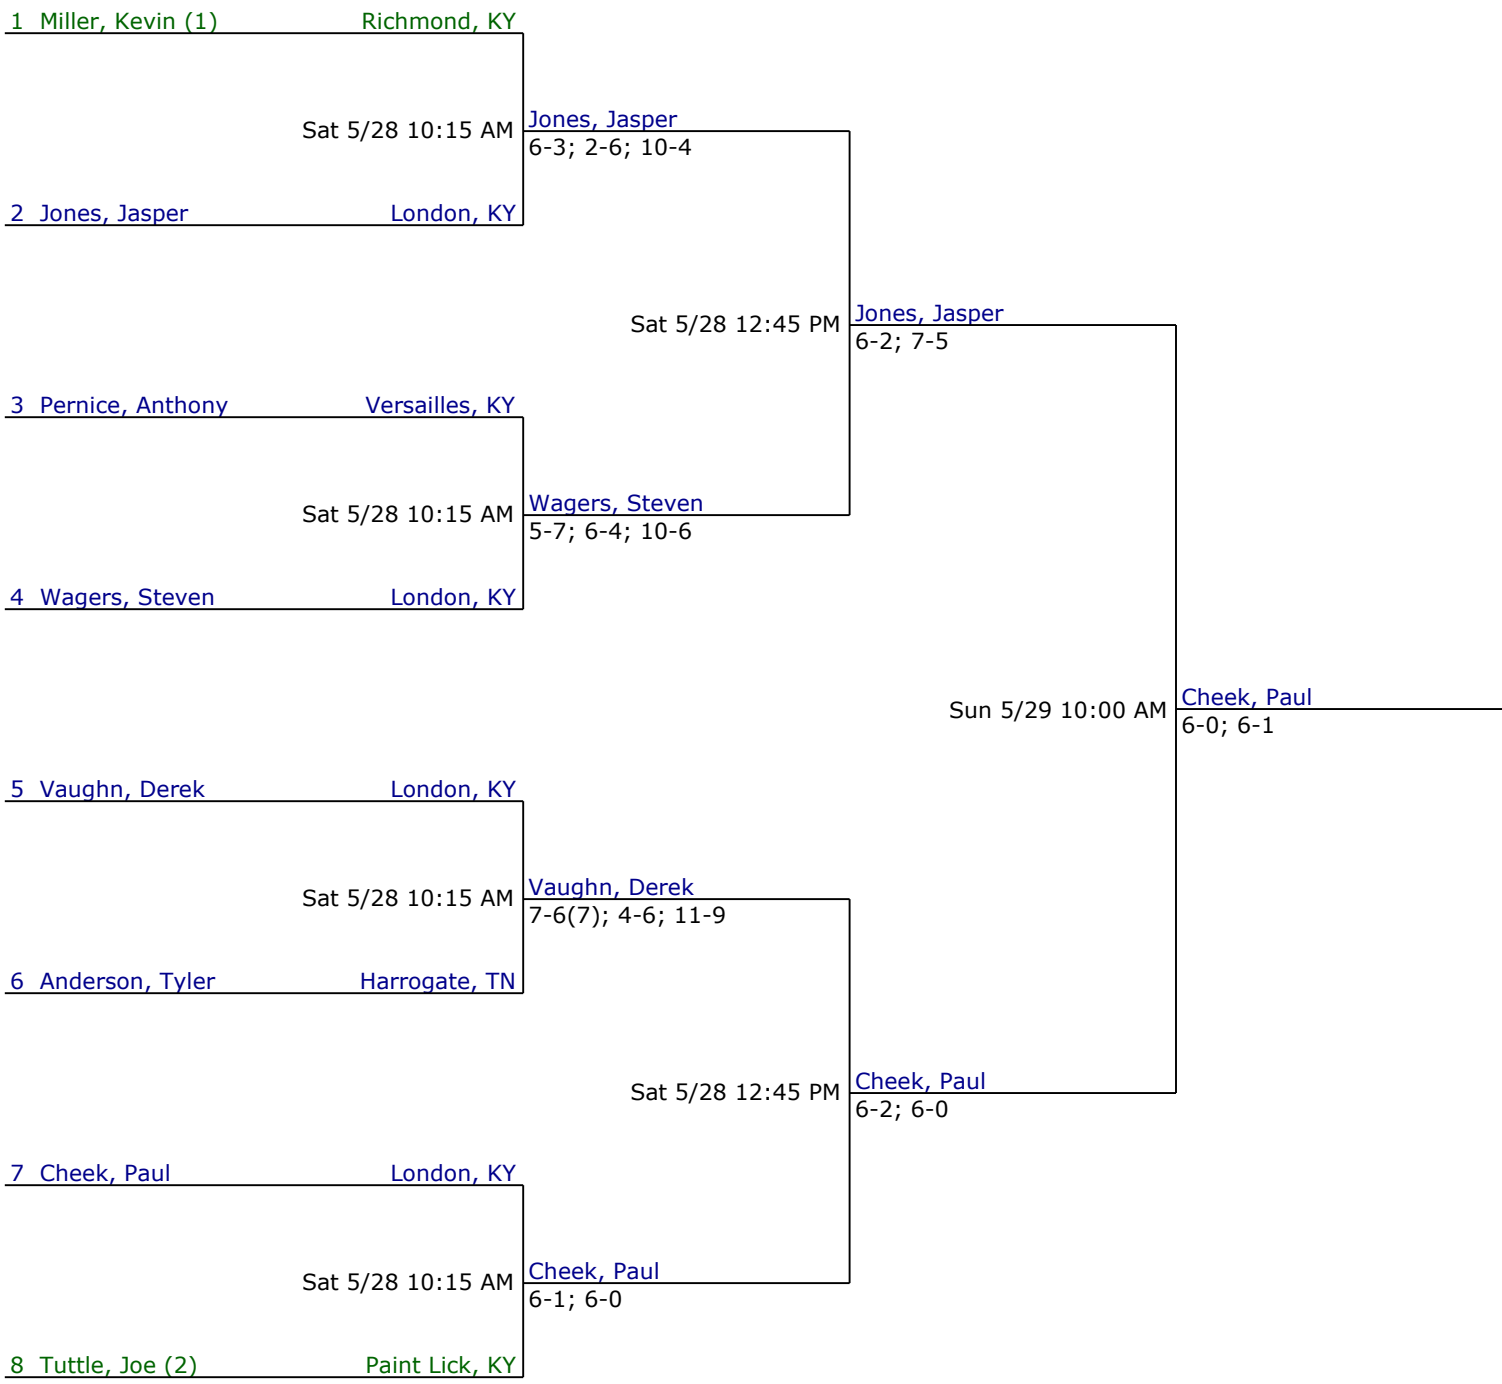 1 Miller, Kevin (1) Richmond, KY
Sat 5/28 10:15 AM
Jones, Jasper
6-3; 2-6; 10-4
2 Jones, Jasper London, KY
Sat 5/28 12:45 PM
Jones, Jasper
6-2; 7-5
3 Pernice, Anthony Versailles, KY
Sat 5/28 10:15 AM
Wagers, Steven
5-7; 6-4; 10-6
4 Wagers, Steven London, KY
Sun 5/29 10:00 AM
Cheek, Paul
6-0; 6-1
5 Vaughn, Derek London, KY
Sat 5/28 10:15 AM
Vaughn, Derek
7-6(7); 4-6; 11-9
6 Anderson, Tyler Harrogate, TN
Sat 5/28 12:45 PM
Cheek, Paul
6-2; 6-0
7 Cheek, Paul London, KY
Sat 5/28 10:15 AM
Cheek, Paul
6-1; 6-0
8 Tuttle, Joe (2) Paint Lick, KY